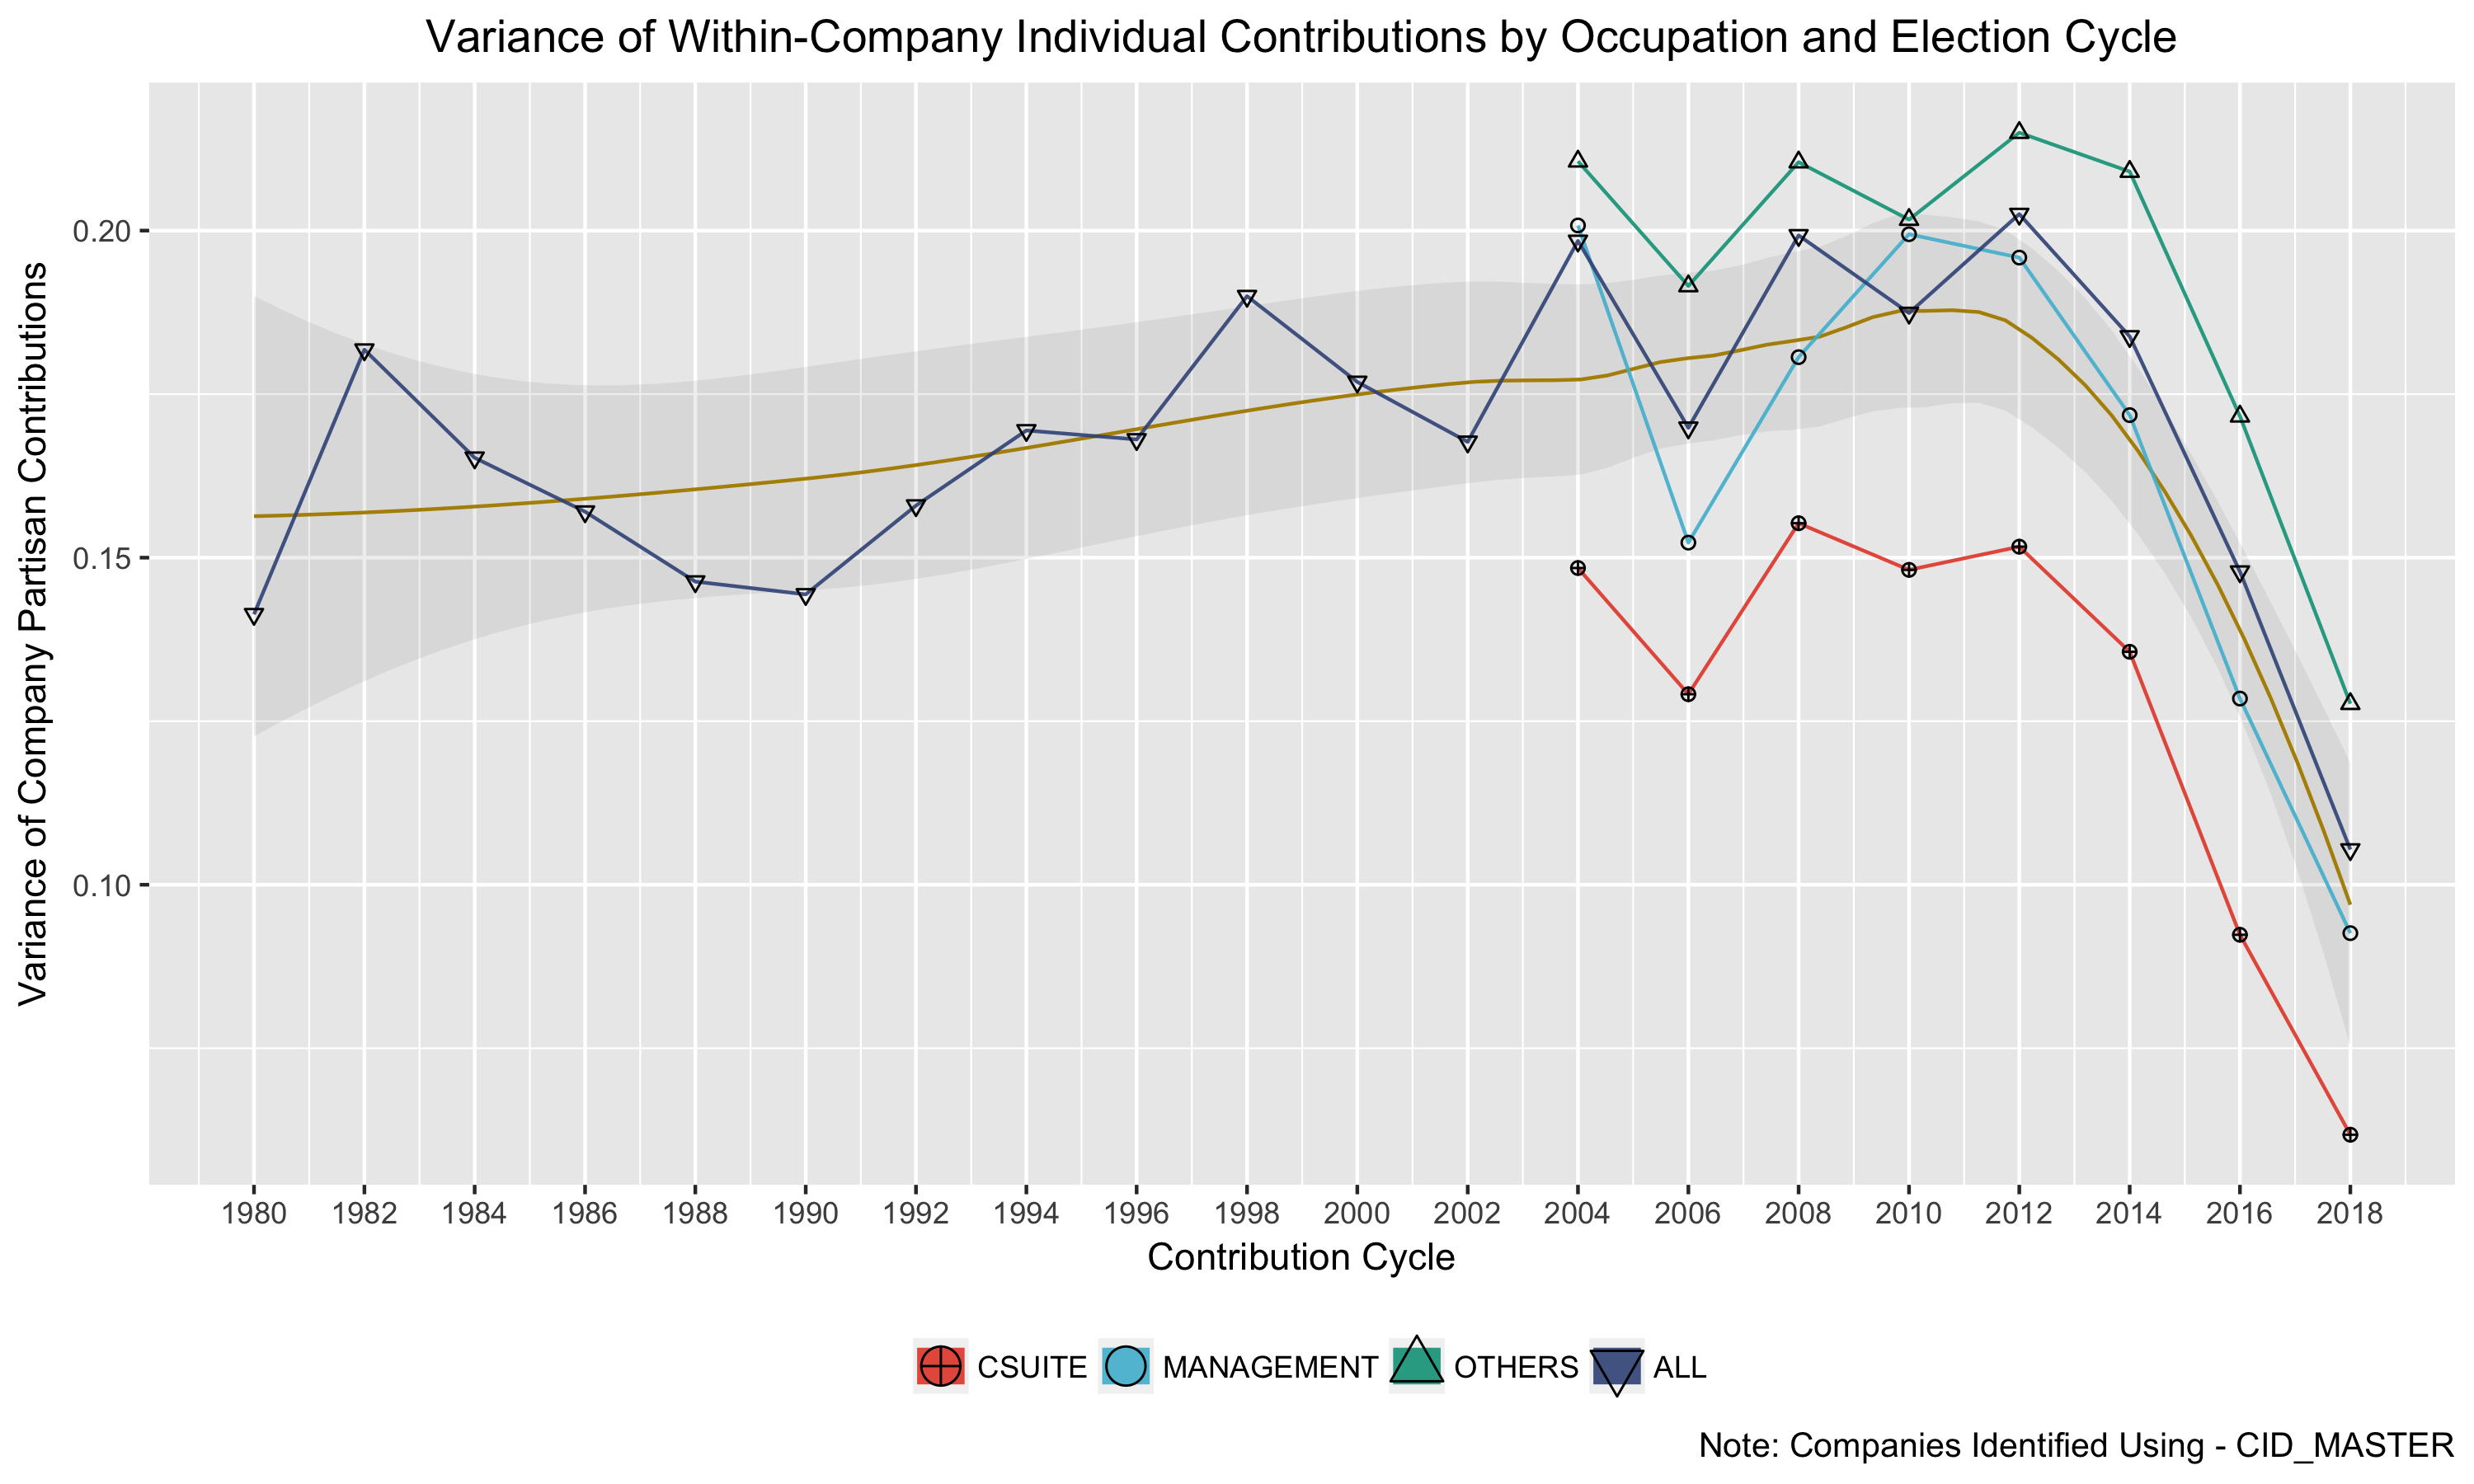 Variance of Within-Company Individual Contributions by Occupation and Election Cycle
Variance of Company Partisan Contributions
0.20
0.15
0.10
1980 1982 1984 1986 1988 1990 1992 1994 1996 1998 2000 2002 2004 2006 2008 2010 2012 2014 2016 2018
Contribution Cycle
CSUITE MANAGEMENT OTHERS ALL
Note: Companies Identified Using - CID_MASTER